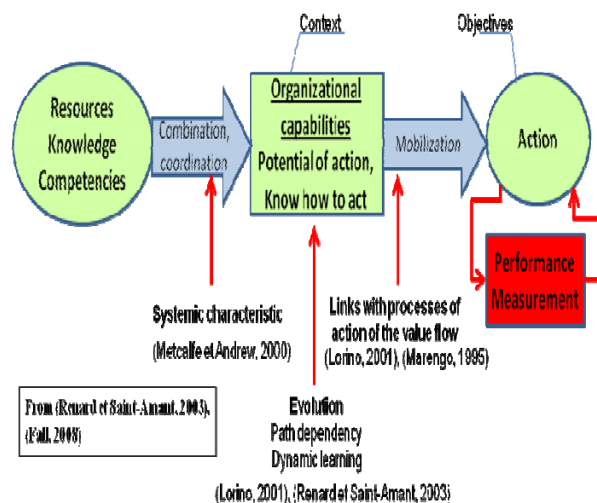 Context
Objectives
Resources
Knowledge
Competencies
Combination,
coordination
Organizational
capabilities
Potential of action,
Know how to act
Mobilization
Action
Performance
Measurement
Systemic characteristic
(Metcalfe et Andrew, 2000)
Links with processes of
action of the value flow
(Lorino, 2001), (Marengo, 1995)
From (Renard et Saint-Amant, 2003),
(Fall, 2008)
Evolution
Path dependency
Dynamic learning
(Lorino, 2001), (Renard et Saint-Amant, 2003)